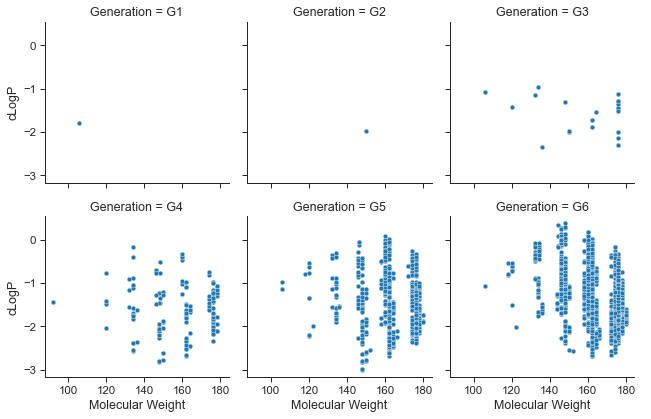 Generation = G1
Generation = G2
Generation = G3
0
−1
−2
−3
cLogP
Generation = G4
Generation = G5
Generation = G6
0
−1
−2
−3
cLogP
100 120 140 160 180
100 120 140 160 180
100 120 140 160 180
Molecular Weight
Molecular Weight
Molecular Weight